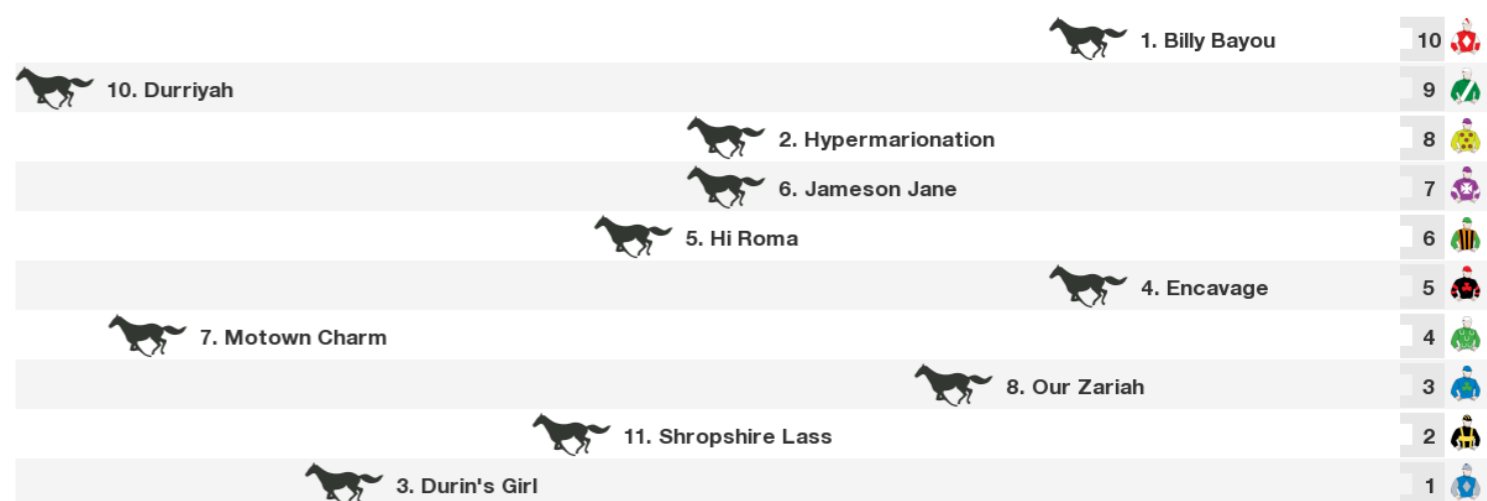 1. Billy Bayou 10
10. Durriyah 9
2. Hypermarionation 8
6. Jameson Jane 7
5. Hi Roma 6
4. Encavage 5
7. Motown Charm 4
8. Our Zariah 3
11. Shropshire Lass 2
3. Durin's Girl 1